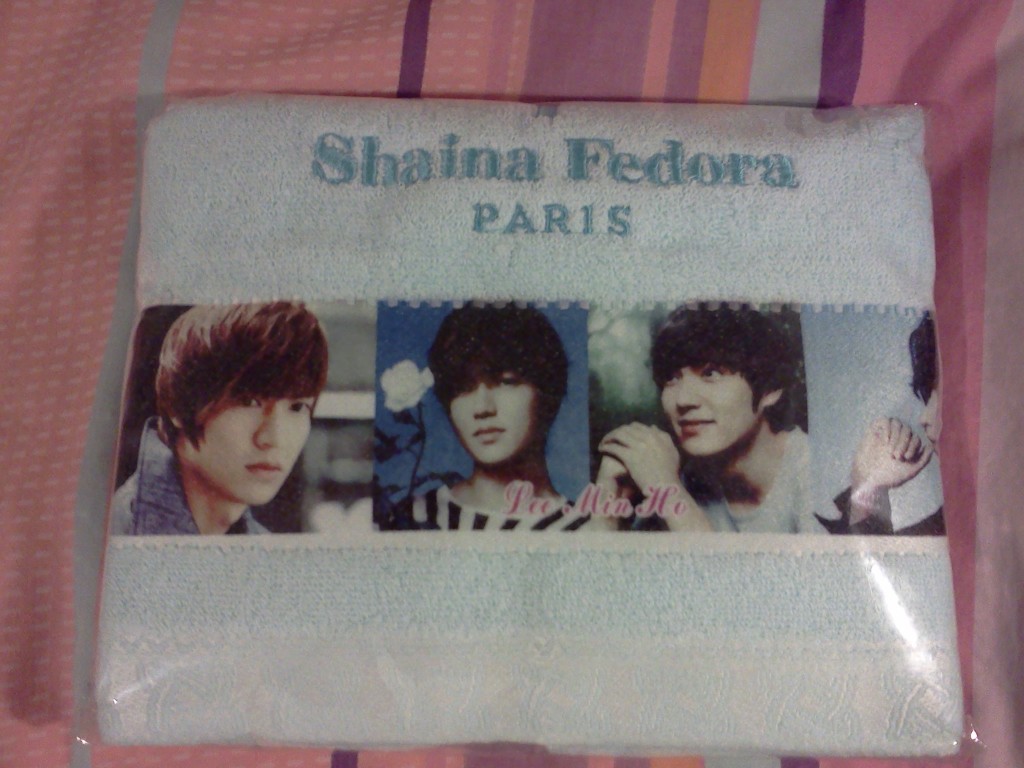 Shaina Fedora
PARIS
Lee Min Ho